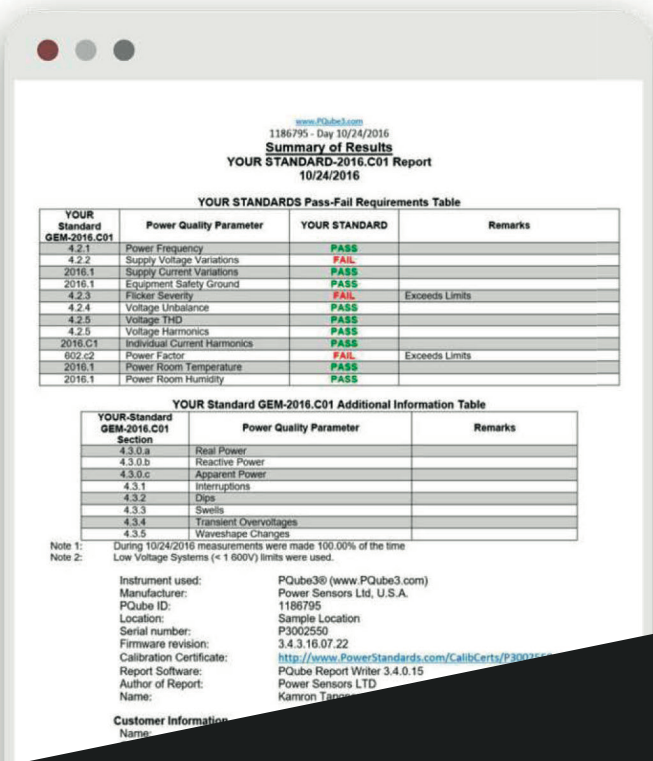 www.PQube3.com
1186795 - Day 10/24/2016
Summary of Results
YOUR STANDARD-2016.C01 Report
10/24/2016
YOUR STANDARDS Pass-Fail Requirements Table
YOUR Standard GEM-2016.C01 Power Quality Parameter YOUR STANDARD Remarks
4.2.1 Power Frequency PASS
4.2.2 Supply Voltage Variations FAIL
2016.1 Supply Current Variations PASS
2016.1 Equipment Safety Ground PASS
4.2.3 Flicker Severity FAIL Exceeds Limits
4.2.4 Voltage Unbalance PASS
4.2.5 Voltage THD PASS
4.2.5 Voltage Harmonics PASS
2016.C1 Individual Current Harmonics PASS
602.c2 Power Factor FAIL Exceeds Limits
2016.1 Power Room Temperature PASS
2016.1 Power Room Humidity PASS
YOUR Standard GEM-2016.C01 Additional Information Table
YOUR-Standard GEM-2016.C01 Section Power Quality Parameter Remarks
4.3.0.a Real Power
4.3.0.b Reactive Power
4.3.0.c Apparent Power
4.3.1 Interruptions
4.3.2 Dips
4.3.3 Swells
4.3.4 Transient Overvoltages
4.3.5 Waveshape Changes
Note 1: During 10/24/2016 measurements were made 100.00% of the time
Note 2: Low Voltage Systems (< 1 600V) limits were used.
Instrument used: PQube3® (www.PQube3.com)
Manufacturer: Power Sensors Ltd, U.S.A.
PQube ID: 1186795
Location: Sample Location
Serial number: P3002550
Firmware revision: 3.4.3.16.07.22
Calibration Certificate: http://www.PowerStandards.com/CalibCerts/P30025
Report Software: PQube Report Writer 3.4.0.15
Author of Report: Power Sensors LTD
Name: Kamron
Customer Information
Name: